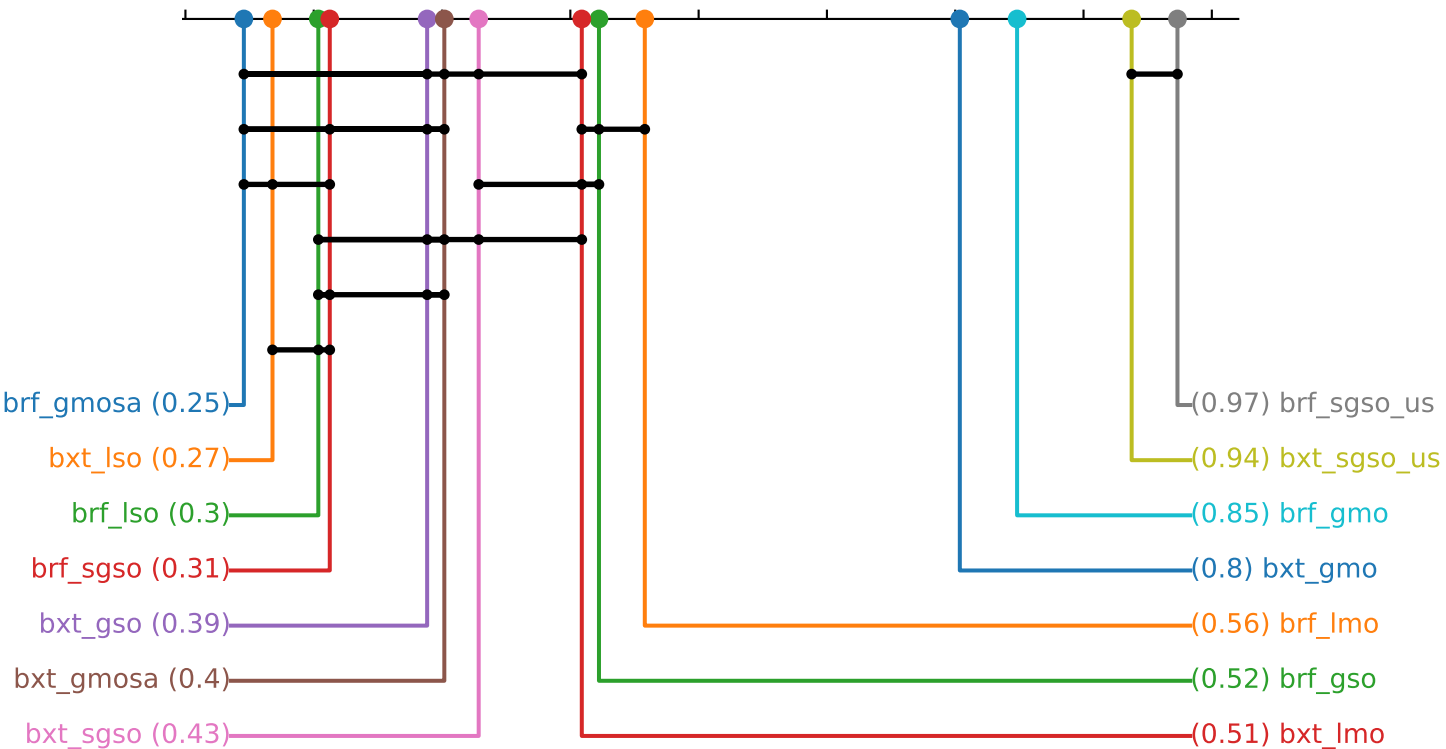 brf_gmosa (0.25)
bxt_lso (0.27)
brf_lso (0.3)
brf_sgso (0.31)
bxt_gso (0.39)
bxt_gmosa (0.4)
bxt_sgso (0.43)
(0.97) brf_sgso_us
(0.94) bxt_sgso_us
(0.85) brf_gmo
(0.8) bxt_gmo
(0.56) brf_lmo
(0.52) brf_gso
(0.51) bxt_lmo